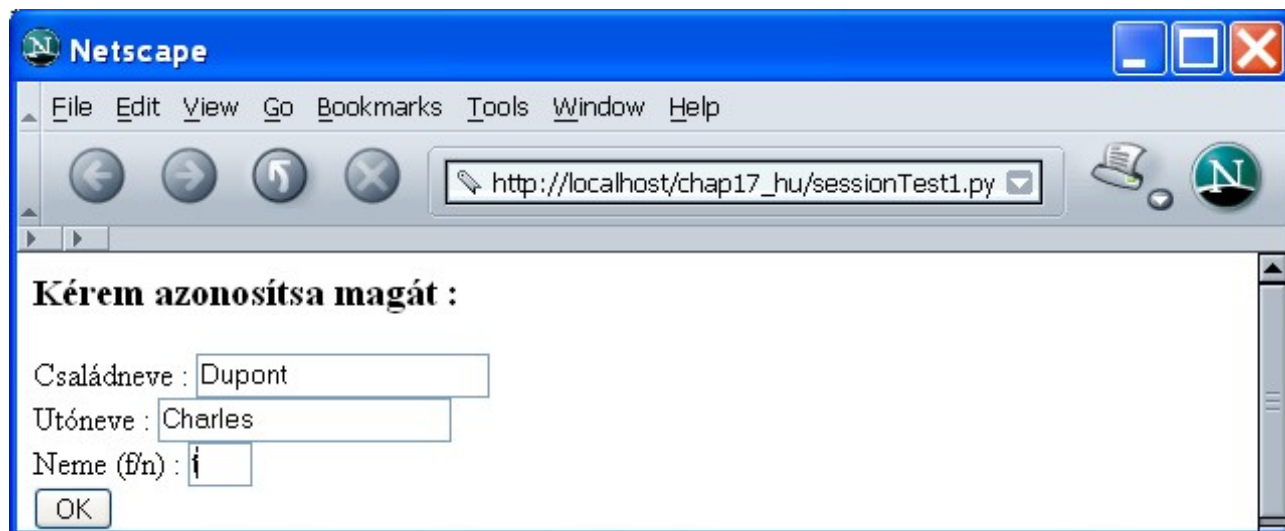 Netscape
File Edit View Go Bookmarks Tools Window Help
http://localhost/chap17_hu/sessionTest1.py
N
Kérem azonosítsa magát :
Családneve : Dupont
Utóneve : Charles
Neme (f/n) :
OK